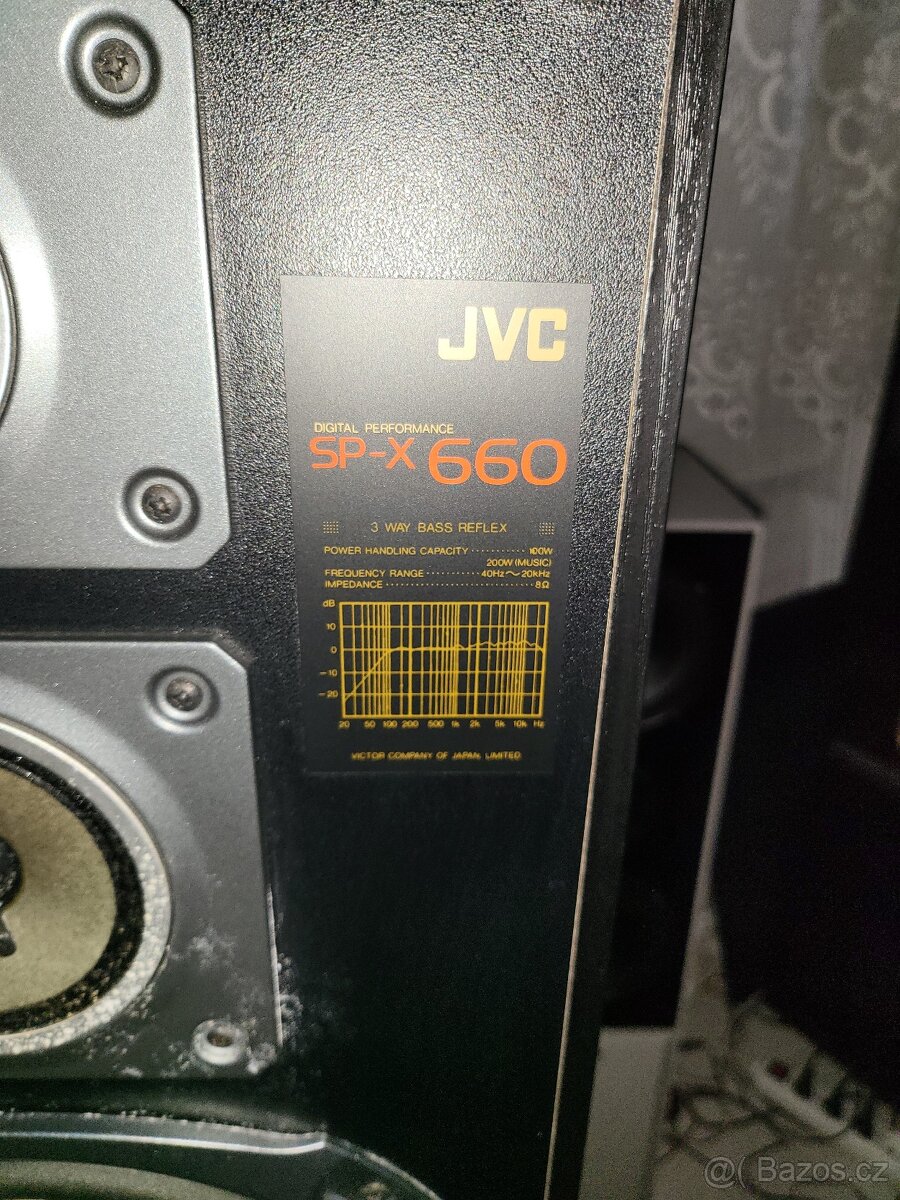 JVC
DIGITAL PERFORMANCE
SP-X 660
3 WAY BASS REFLEX
POWER HANDLING CAPACITY ·········· 100W
200W (MUSIC)
FREQUENCY RANGE ·········· 40Hz ～ 20kHz
IMPEDANCE ······························ 8Ω
dB
10
0
-10
-20
20 50 100 200 500 1k 2k 5k 10k Hz
VICTOR COMPANY OF JAPAN, LIMITED
@( Bazos.cz